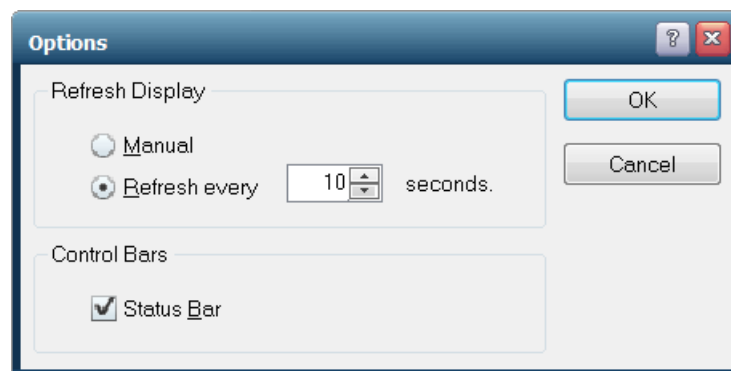 Options
Refresh Display
Manual
Refresh every 10 seconds.
Control Bars
Status Bar
OK
Cancel